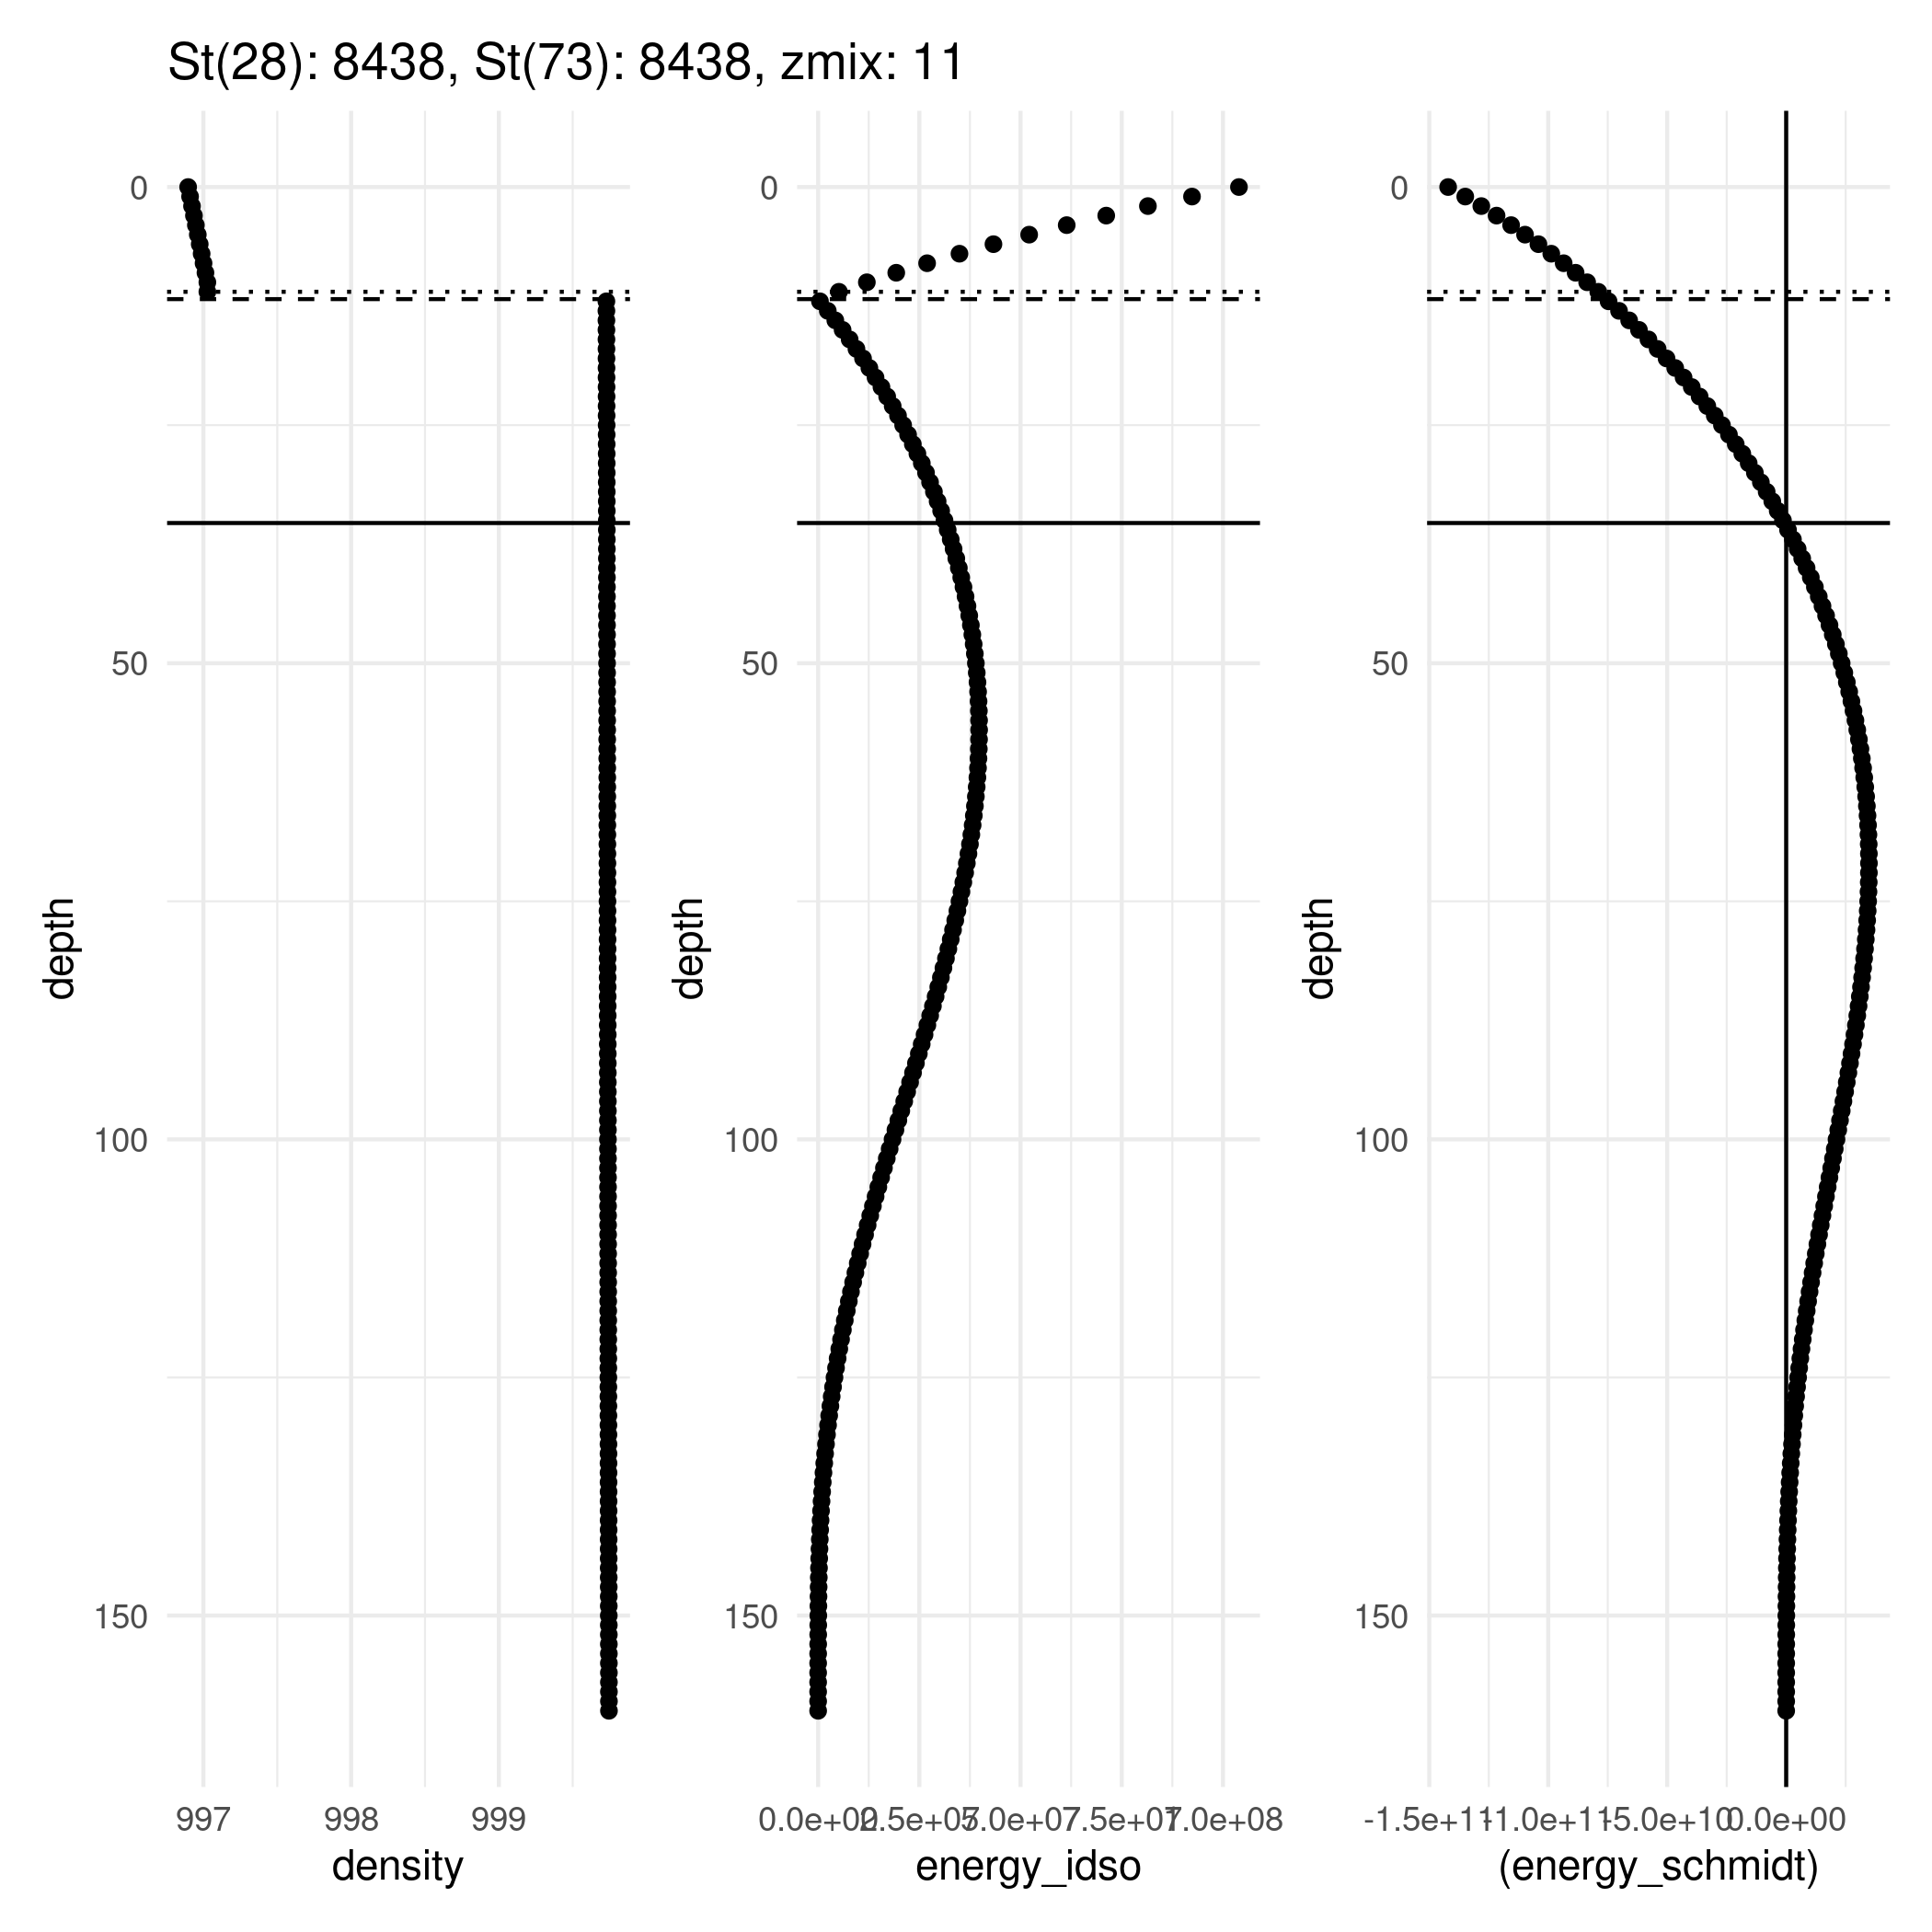 St(28): 8438, St(73): 8438, zmix: 11
0
50
100
150
depth
997 998 999
density
0
50
100
150
depth
0.0e+00 2.5e+07 5.0e+07 7.5e+07 1.0e+08
energy_idso
0
50
100
150
depth
-1.5e+11 -1.0e+11 -5.0e+10 0.0e+00
(energy_schmidt)